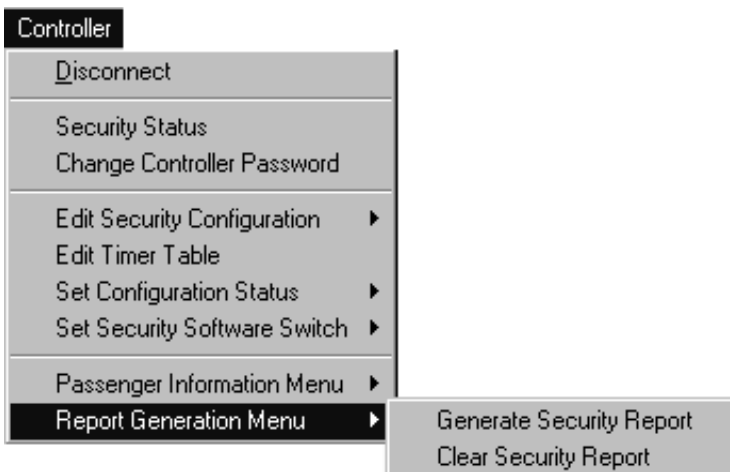 Controller
Disconnect
Security Status
Change Controller Password
Edit Security Configuration
Edit Timer Table
Set Configuration Status
Set Security Software Switch
Passenger Information Menu
Report Generation Menu
Generate Security Report
Clear Security Report